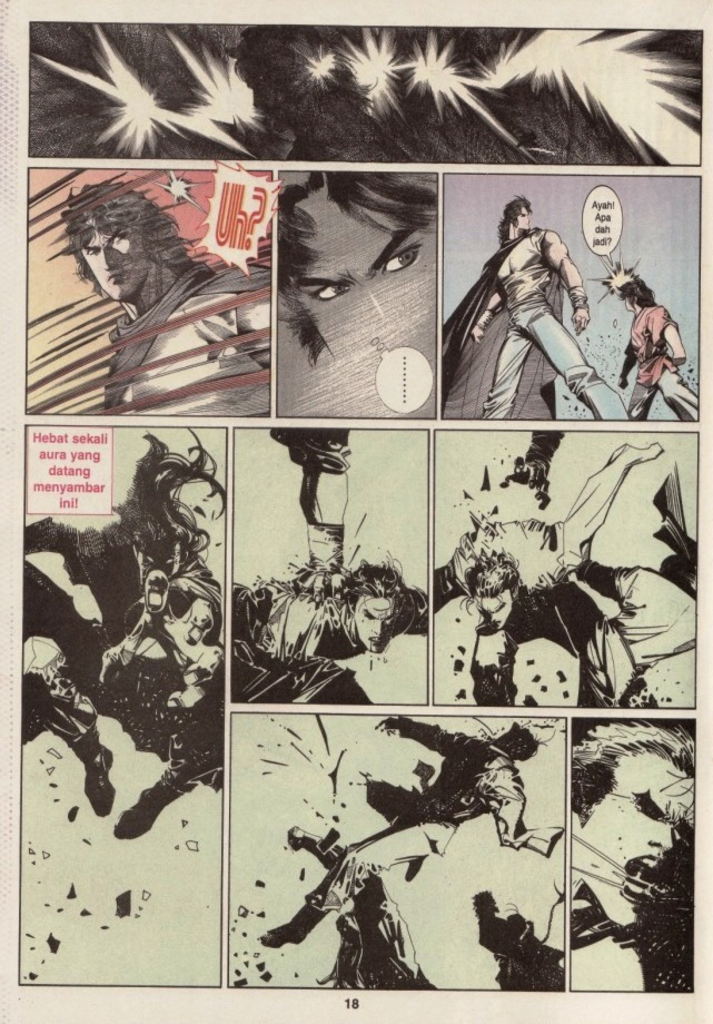 Uh?
........
Ayah!
Apa
dah
jadi?
Hebat sekali
aura yang
datang
menyambar
ini!
18